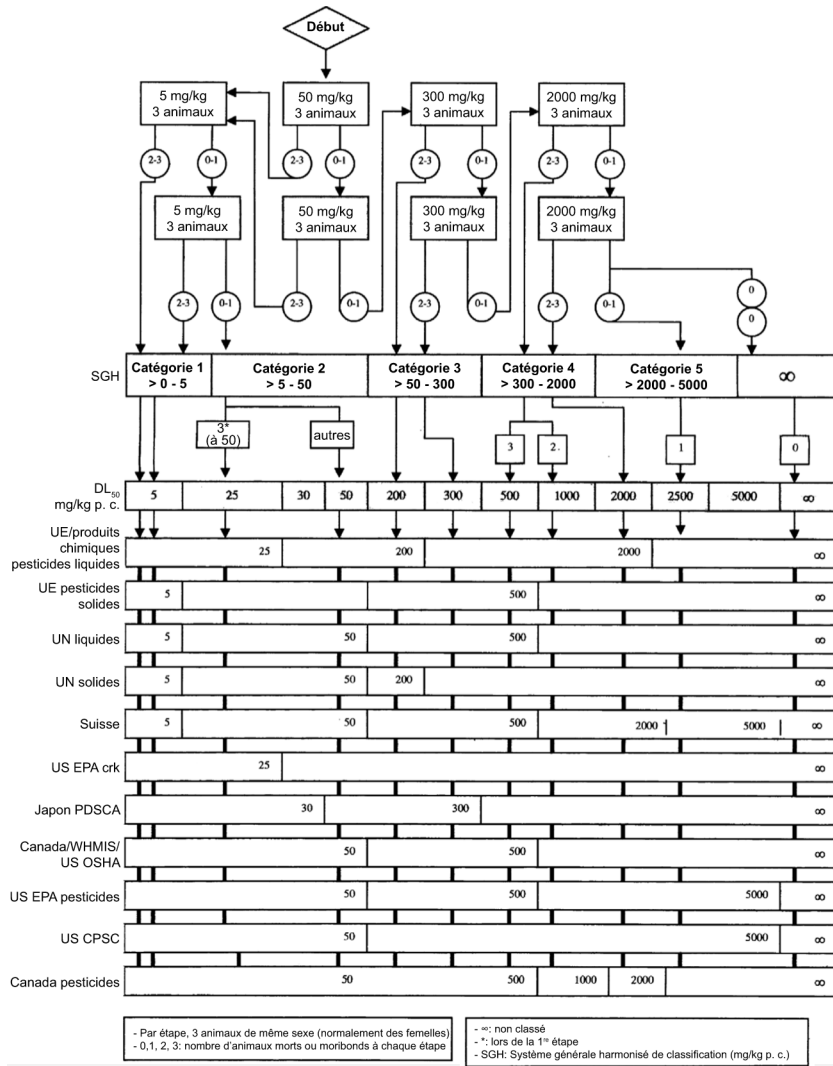 Début
5 mg/kg
3 animaux
50 mg/kg
3 animaux
300 mg/kg
3 animaux
2000 mg/kg
3 animaux
2-3 0-1 2-3 0-1 2-3 0-1 2-3 0-1
5 mg/kg
3 animaux
50 mg/kg
3 animaux
300 mg/kg
3 animaux
2000 mg/kg
3 animaux
0
2-3 0-1 2-3 0-1 2-3 0-1 2-3 0-1 0
SGH
Catégorie 1
> 0 - 5
Catégorie 2
> 5 - 50
Catégorie 3
> 50 - 300
Catégorie 4
> 300 - 2000
Catégorie 5
> 2000 - 5000
∞
3*
(à 50)
autres
3 2. 1 0
DL50
mg/kg p. c.
5 25 30 50 200 300 500 1000 2000 2500 5000 ∞
UE/produits
chimiques
pesticides liquides
25 200 2000 ∞
UE pesticides
solides
5 500 ∞
UN liquides 5 50 500 ∞
UN solides 5 50 200 ∞
Suisse 5 50 500 2000 5000 ∞
US EPA crk 25 ∞
Japon PDSCA 30 300 ∞
Canada/WHMIS/
US OSHA
50 500 ∞
US EPA pesticides 50 500 5000 ∞
US CPSC 50 5000 ∞
Canada pesticides 50 500 1000 2000 ∞
- Par étape, 3 animaux de même sexe (normalement des femelles)
- 0,1, 2, 3: nombre d'animaux morts ou moribonds à chaque étape
- ∞: non classé
- *: lors de la 1re étape
- SGH: Système générale harmonisé de classification (mg/kg p. c.)